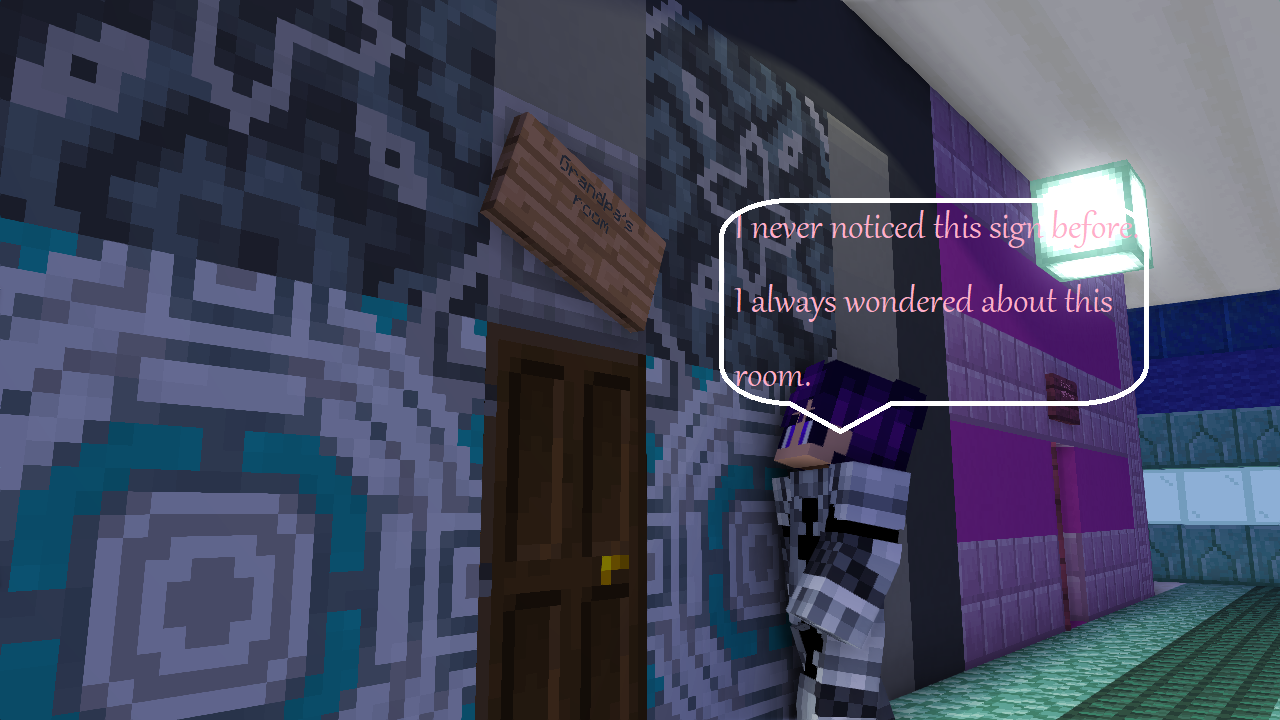 Grandpa's
room
I never noticed this sign before.
I always wondered about this
room.